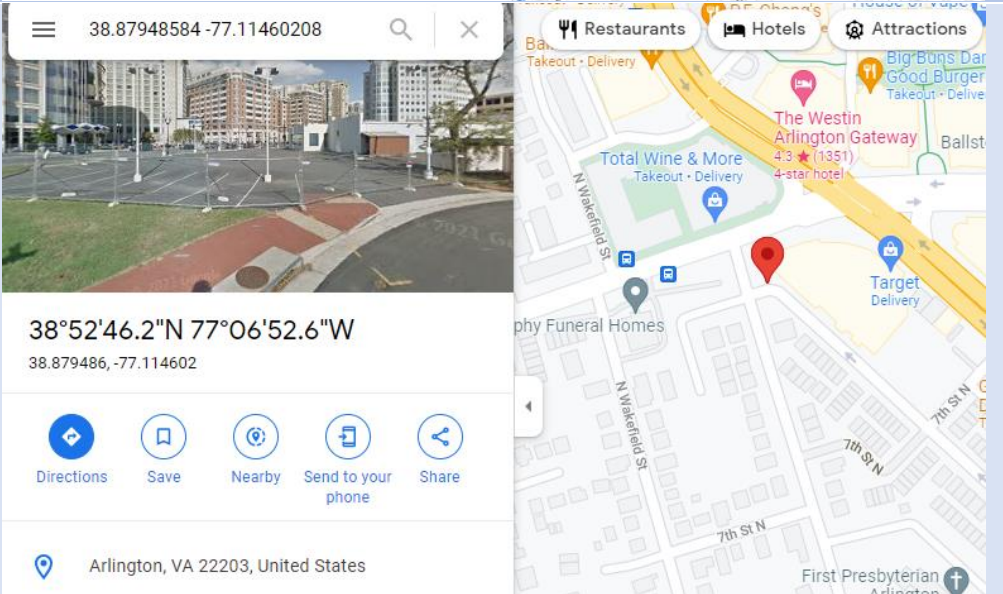 38.87948584 -77.11460208
38°52'46.2"N 77°06'52.6"W
38.879486, -77.114602
Directions
Save
Nearby
Send to your
phone
Share
Arlington, VA 22203, United States
Restaurants
Hotels
Attractions
Takeout • Delivery
Big Buns
Good Burger
Takeout • Delive
The Westin
Arlington Gateway
4.3 ★ (1351)
4-star hotel
Ballst
Total Wine & More
Takeout • Delivery
N Wakefield St
Target
Delivery
phy Funeral Homes
N Wakefield St
7th St N
7th St N
7th St N
First Presbyterian
Arlington